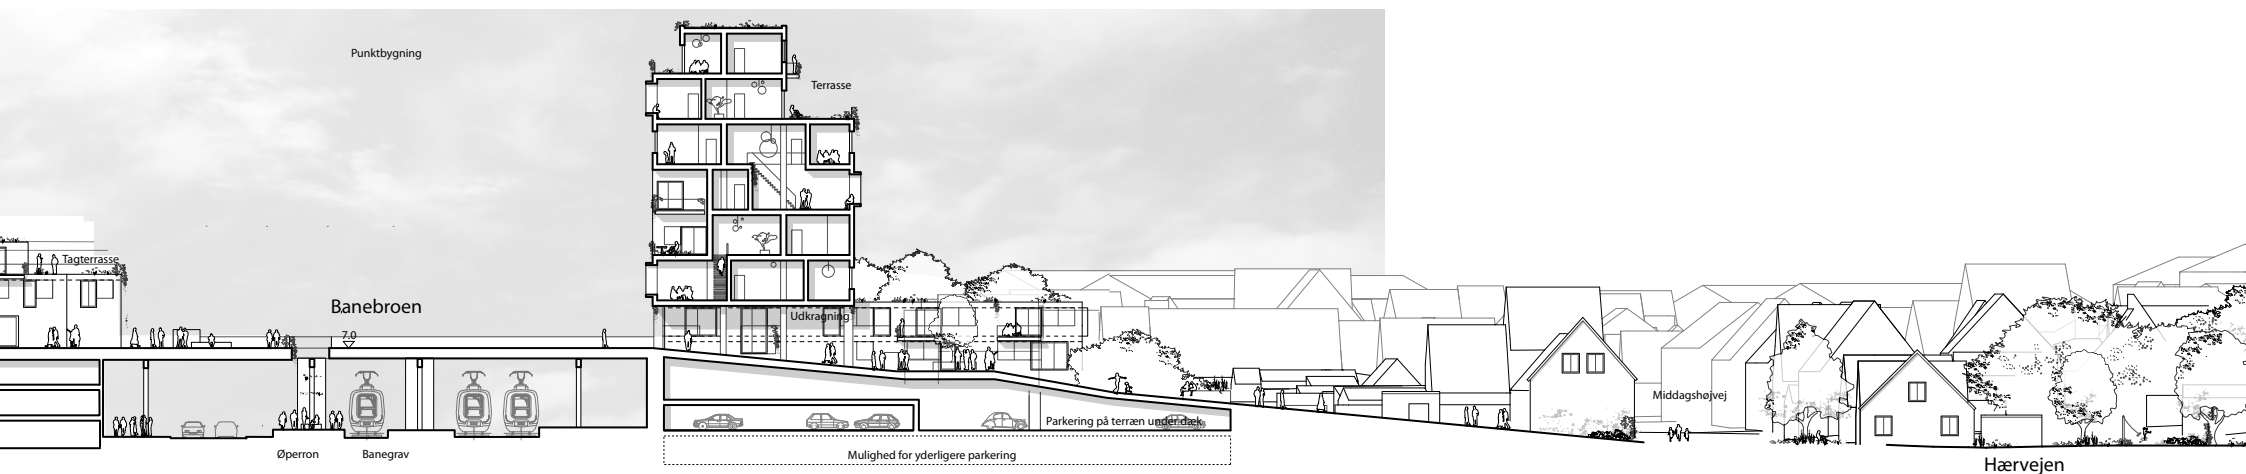 Punktbygning
Terrasse
Tagterrasse
Banebroen
Udkragning
7.0
Middagshøjvej
Parkering på terræn under dæk
Øperron
Banegrav
Mulighed for yderligere parkering
Hærvejen